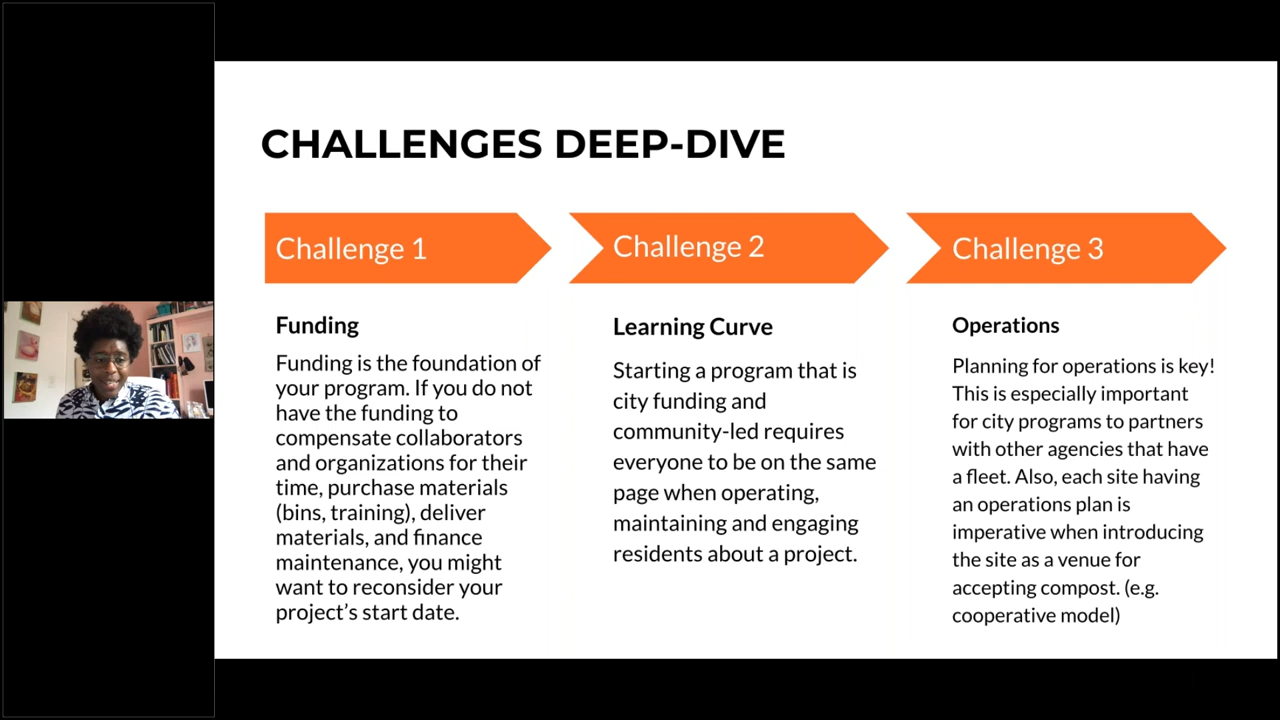 CHALLENGES DEEP-DIVE
Challenge 1
Challenge 2
Challenge 3
Funding
Funding is the foundation of
your program. If you do not
have the funding to
compensate collaborators
and organizations for their
time, purchase materials
(bins, training), deliver
materials, and finance
maintenance, you might
want to reconsider your
project’s start date.
Learning Curve
Starting a program that is
city funding and
community-led requires
everyone to be on the same
page when operating,
maintaining and engaging
residents about a project.
Operations
Planning for operations is key!
This is especially important
for city programs to partners
with other agencies that have
a fleet. Also, each site having
an operations plan is
imperative when introducing
the site as a venue for
accepting compost. (e.g.
cooperative model)